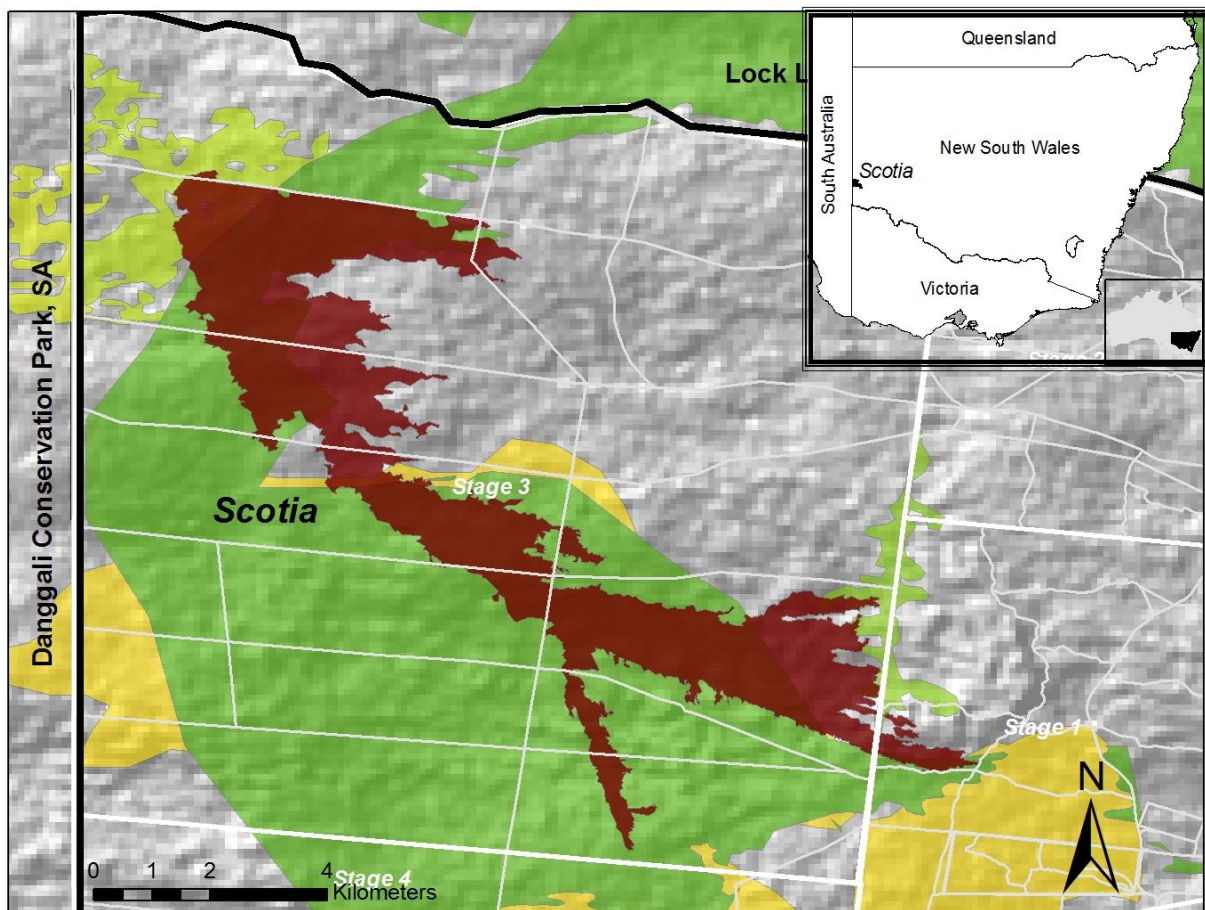 Lock L
Queensland
South Australia
New South Wales
Scotia
Victoria
Danggali Conservation Park, SA
Stage 3
Scotia
Stage 1
N
0 1 2 4
Kilometers
Stage 4